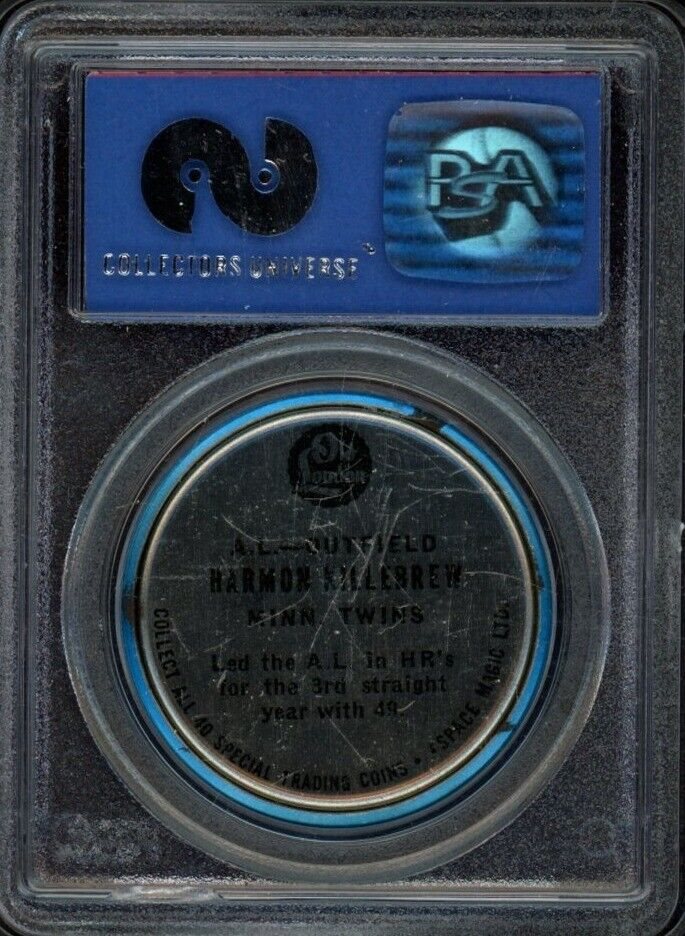 COLLECTORS UNIVERSE
PSA
A.L.—OUTFIELD
HARMON KILLEBREW
MINN TWINS
Led the A.L. in HR's
for the 3rd straight
year with 49.
COLLECT ALL 40 SPECIAL TRADING COINS • ©SPACE MAGIC LTD.